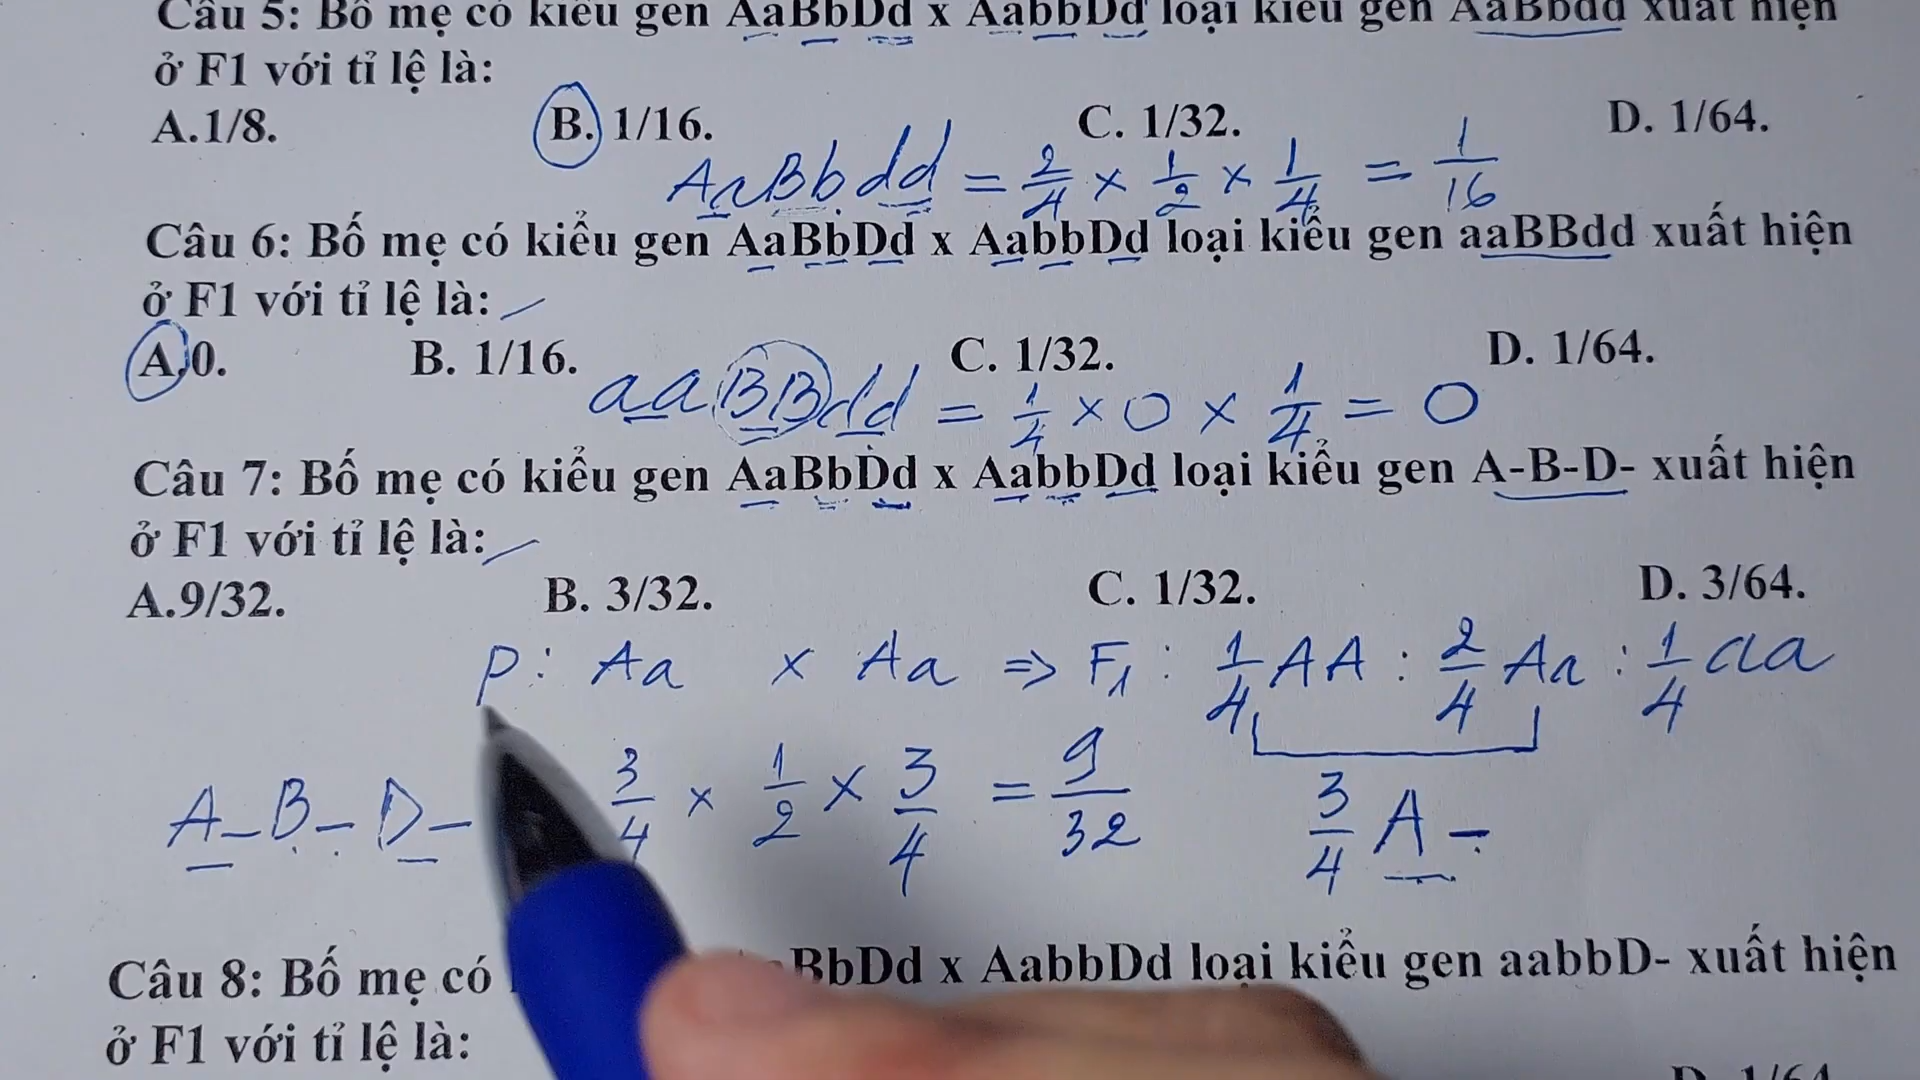 Câu 5: Bố mẹ có kiểu gen AaBbDd x AabbDd loại kiểu gen AaBbdd xuất hiện
ở F1 với tỉ lệ là:
A.1/8. B. 1/16. C. 1/32. D. 1/64.
AaBbdd = 2/4 x 1/2 x 1/4 = 1/16
Câu 6: Bố mẹ có kiểu gen AaBbDd x AabbDd loại kiểu gen aaBBdd xuất hiện
ở F1 với tỉ lệ là:
A.0. B. 1/16. C. 1/32. D. 1/64.
aaBBdd = 1/4 x 0 x 1/4 = 0
Câu 7: Bố mẹ có kiểu gen AaBbDd x AabbDd loại kiểu gen A-B-D- xuất hiện
ở F1 với tỉ lệ là:
A.9/32. B. 3/32. C. 1/32. D. 3/64.
P: Aa x Aa => F1: 1/4 AA : 2/4 Aa : 1/4 aa
A-B-D- 3/4 x 1/2 x 3/4 = 9/32 3/4 A-
Câu 8: Bố mẹ có BbDd x AabbDd loại kiểu gen aabbD- xuất hiện
ở F1 với tỉ lệ là:
D. 1/64